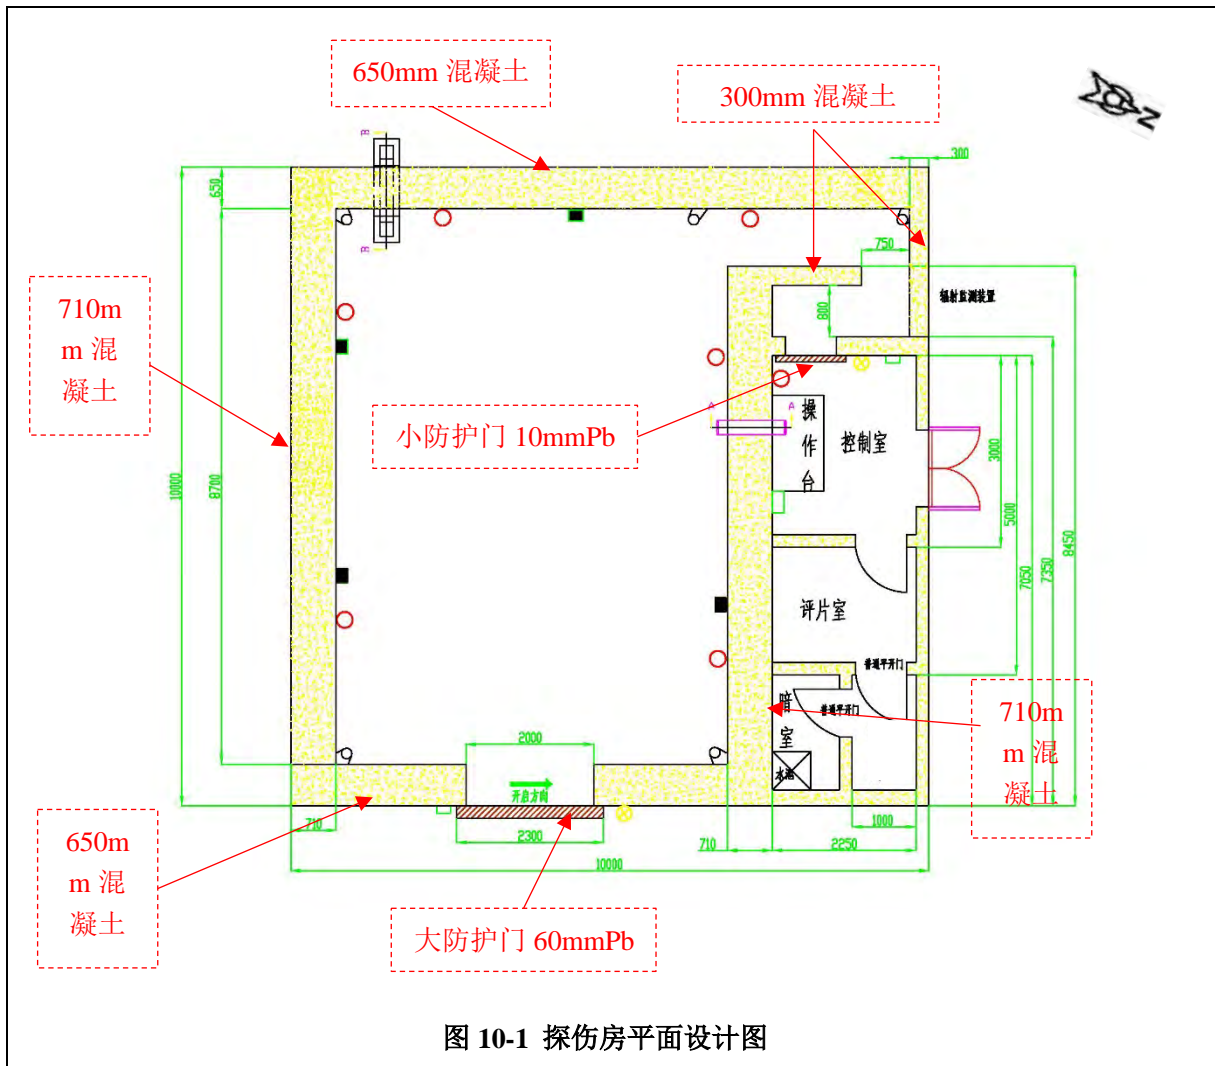 650mm 混凝土
300mm 混凝土
N
B
300
650
750
B
800
辐射监测装置
710m
m 混
凝土
小防护门 10mmPb
A
A
操
作
台
控制室
3000
10000
8700
5000
7050
7350
8450
评片室
普通平开门
暗
室
普通平开门
水池
710m
m 混
凝土
2000
开启方向
710
2300
710
1000
2250
10000
650m
m 混
凝土
大防护门 60mmPb
图 10-1 探伤房平面设计图